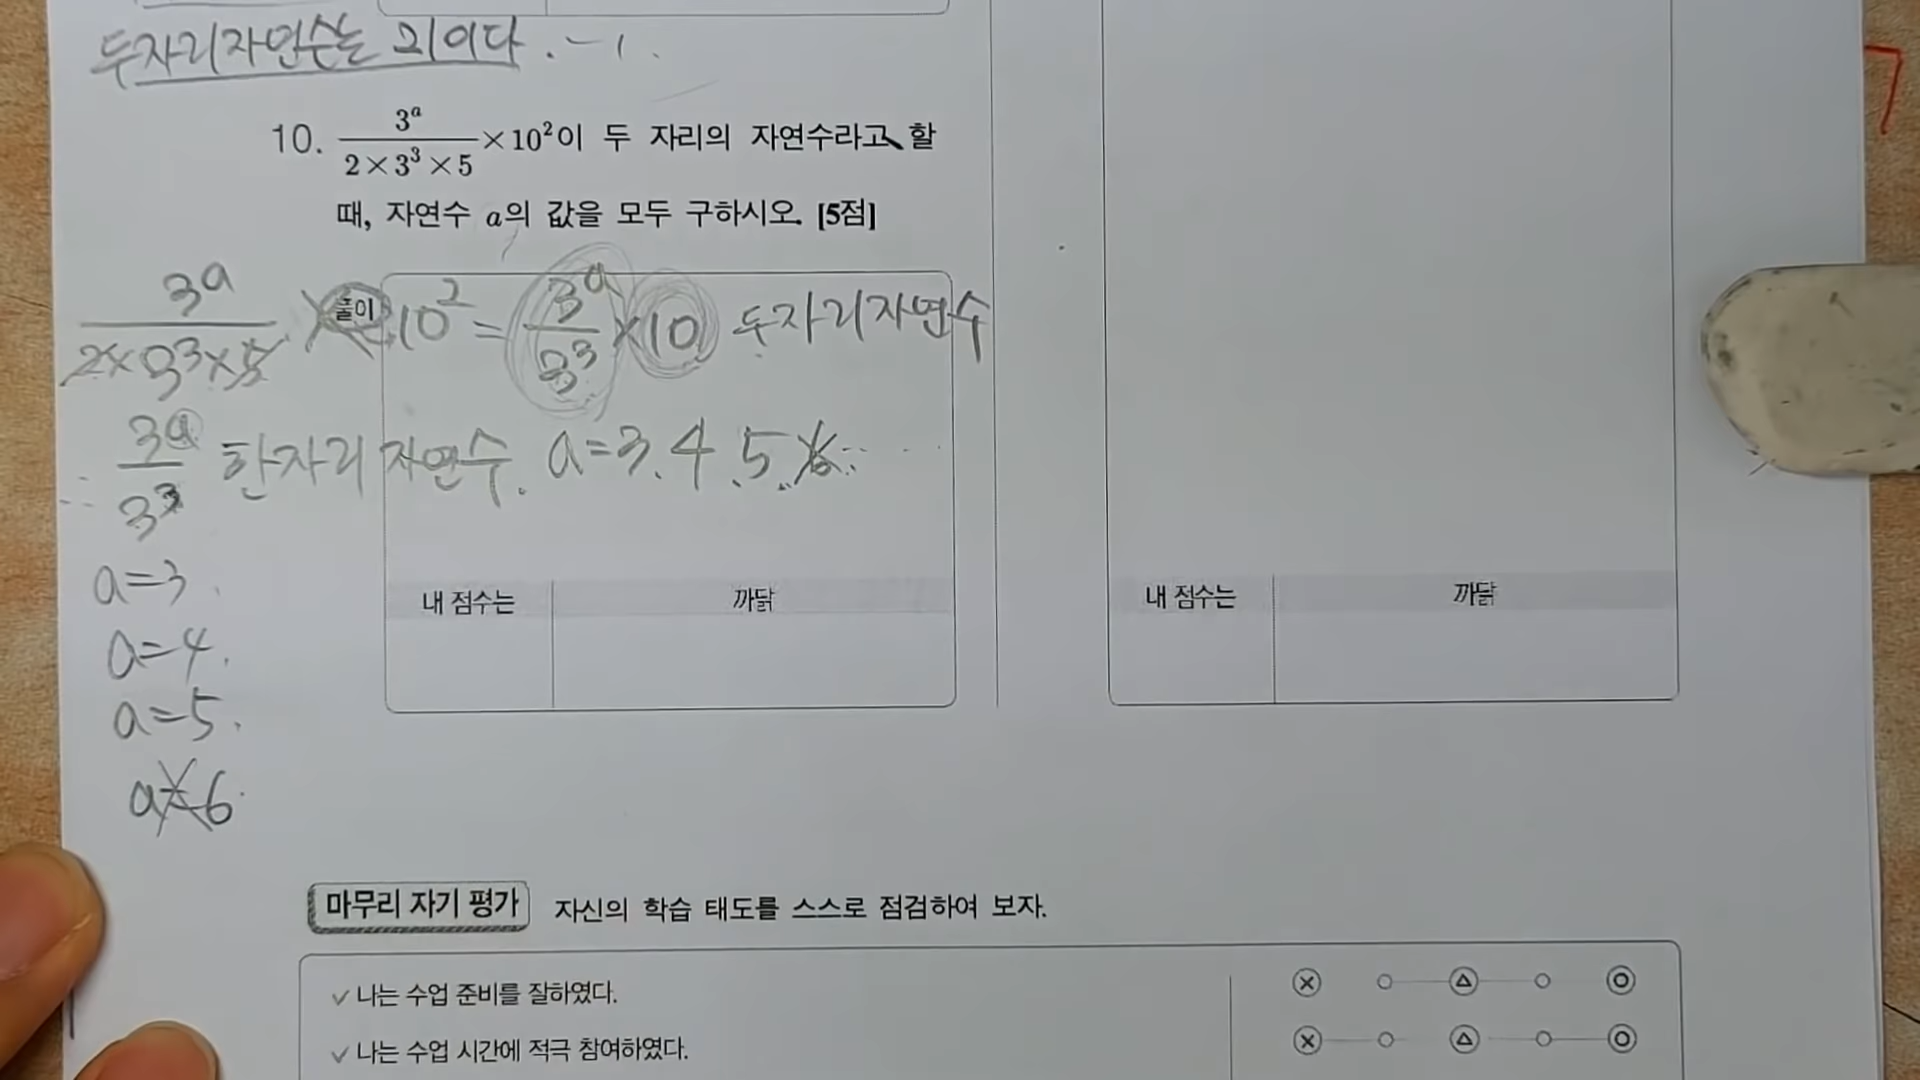 두자리자연수는 21이다.
10. 3^a / (2×3^3×5) ×10^2이 두 자리의 자연수라고 할
때, 자연수 a의 값을 모두 구하시오. [5점]
풀이
3^a / (2×3^3×5) × 10^2 = 3^a / 3^3 ×10 두자리자연수
∴ 3^a / 3^3 한자리 자연수. a=3, 4, 5, 6
a=3.
a=4.
a=5.
a=6.
내 점수는 까닭
내 점수는 까닭
마무리 자기 평가 자신의 학습 태도를 스스로 점검하여 보자.
✓ 나는 수업 준비를 잘하였다.
✓ 나는 수업 시간에 적극 참여하였다.